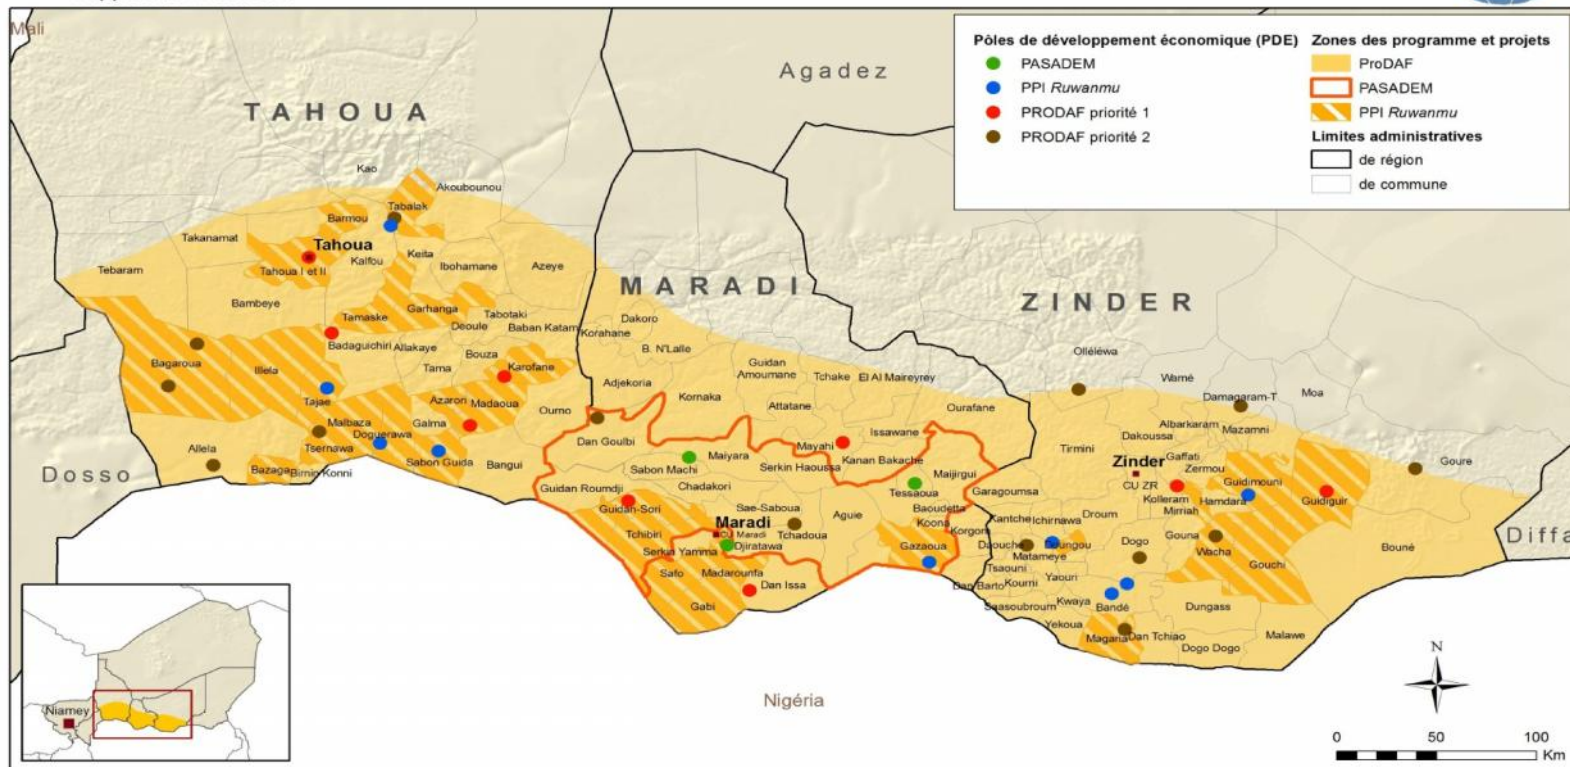 Mali
Agadez
TAHOUA
MARADI
ZINDER
Dosso
Diffa
Nigéria
Pôles de développement économique (PDE)
PASADEM
PPI Ruwanmu
PRODAF priorité 1
PRODAF priorité 2
Zones des programme et projets
ProDAF
PASADEM
PPI Ruwanmu
Limites administratives
de région
de commune
Kao
Akoubounou
Tabalak
Barmou
Takanamat
Tahoua
Kalfou
Keita
Tahoua I et II
Ibohamane
Azeye
Tebaram
Bambeye
Garhanga
Tamaske
Tabotaki
Déoule
Baban Katam
Badaguichiri
Allakaye
Bouza
Bagaroua
Illela
Tama
Karofane
Tajae
Azarori
Madaoua
Malbaza
Galma
Ourno
Doguerawa
Tsernawa
Allela
Sabon Guida
Bangui
Bazaga
Birnio Konni
Korahane
Dakoro
B. N'Lalle
Guidan
Amoumane
Tchake
El Al Maireyrey
Adjekoria
Kornaka
Attatane
Ourafane
Dan Goulbi
Mayahi
Issawane
Maiyara
Kanan Bakache
Sabon Machi
Serkin Haoussa
Maijirgui
Chadakori
Tessaoua
Guidan Roumdji
Guidan-Sori
Sae-Saboua
Aguie
Baoudetta
Koona
Maradi
CU Maradi
Tchadoua
Tchibiri
Djiratawa
Serkin Yamma
Korgom
Gazaoua
Safo
Madarounfa
Dan Issa
Gabi
Olléléwa
Wamé
Damagaram-T
Moa
Albarkaram
Mazamni
Dakoussa
Tirmini
Gaffati
Zinder
Zermou
Gouré
CU ZR
Guidimouni
Garagoumsa
Kolleram
Hamdara
Guidiguir
Mirriah
Kantche
Ichirnawa
Droum
Daouche
Doungou
Gouna
Dogo
Wacha
Bouné
Matameye
Tsaouni
Gouchi
Dan Barto
Kourni
Yaouri
Kwaya
Bandé
Dungass
Saasoubroum
Yekoua
Magaria
Dan Tchiao
Malawe
Dogo Dogo
Niamey
N
0 50 100
Km